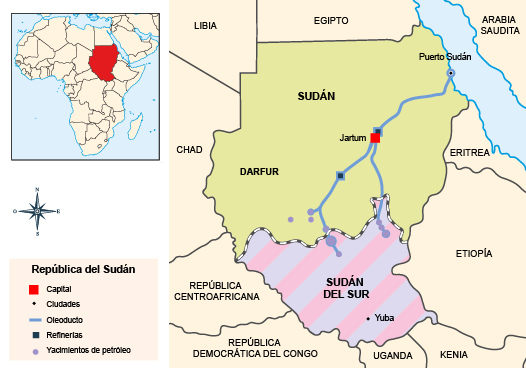 LIBIA
EGIPTO
ARABIA
SAUDITA
Puerto Sudán
SUDÁN
Jartum
CHAD
DARFUR
ERITREA
N
O
E
S
ETIOPÍA
República del Sudán
Capital
Ciudades
Oleoducto
Refinerias
Yacimientos de petróleo
REPÚBLICA
CENTROAFRICANA
SUDÁN
DEL SUR
Yuba
REPÚBLICA
DEMOCRÁTICA DEL CONGO
UGANDA
KENIA